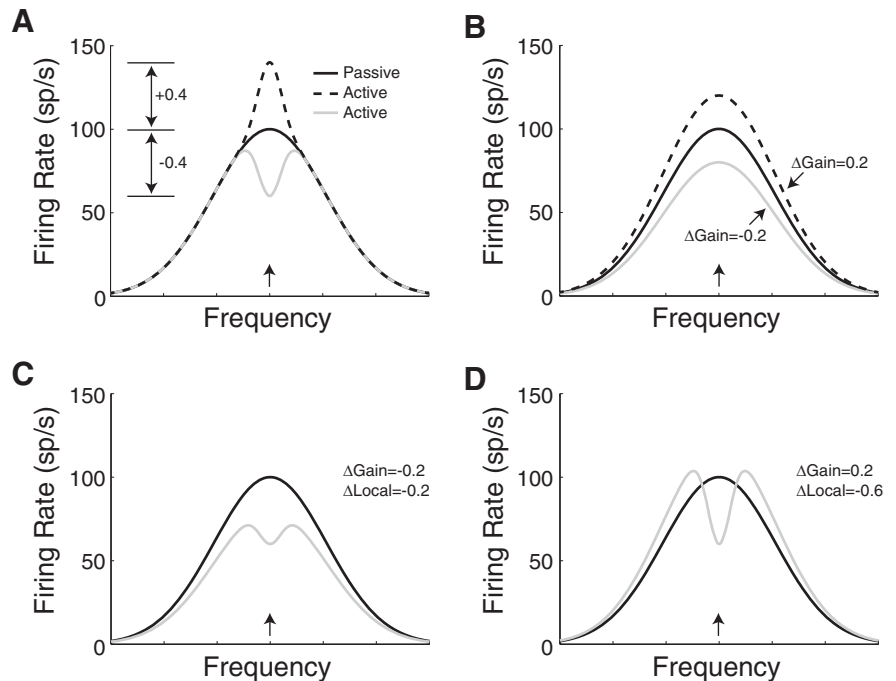 A
Firing Rate (sp/s)
150
100
50
0
+0.4
-0.4
Passive
Active
Active
Frequency
B
Firing Rate (sp/s)
150
100
50
0
ΔGain=0.2
ΔGain=-0.2
Frequency
C
Firing Rate (sp/s)
150
100
50
0
ΔGain=-0.2
ΔLocal=-0.2
Frequency
D
Firing Rate (sp/s)
150
100
50
0
ΔGain=0.2
ΔLocal=-0.6
Frequency